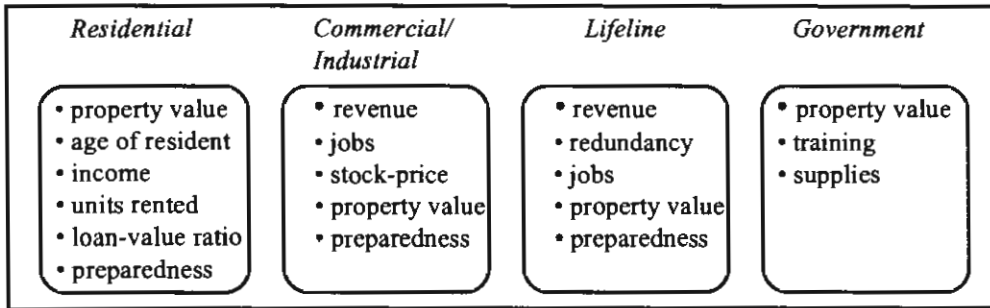 Residential
• property value
• age of resident
• income
• units rented
• loan-value ratio
• preparedness
Commercial/
Industrial
• revenue
• jobs
• stock-price
• property value
• preparedness
Lifeline
• revenue
• redundancy
• jobs
• property value
• preparedness
Government
• property value
• training
• supplies